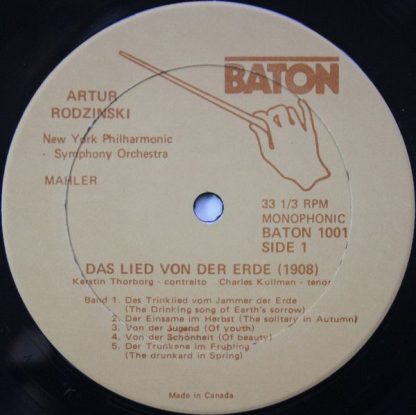 BATON
ARTUR
RODZINSKI
New York Philharmonic
- Symphony Orchestra
MAHLER
33 1/3 RPM
MONOPHONIC
BATON 1001
SIDE 1
DAS LIED VON DER ERDE (1908)
Kerstin Thorborg - contralto Charles Kullman - tenor
Band 1. Das Trinklied vom Jammer der Erde
(The Drinking song of Earth's sorrow)
2. Der Einsame im Herbst (The solitary in Autumn)
3. Von der Jugend (Of youth)
4. Von der Schönheit (Of beauty)
5. Der Trunkene im Fruhling
(The drunkard in Spring)
Made in Canada